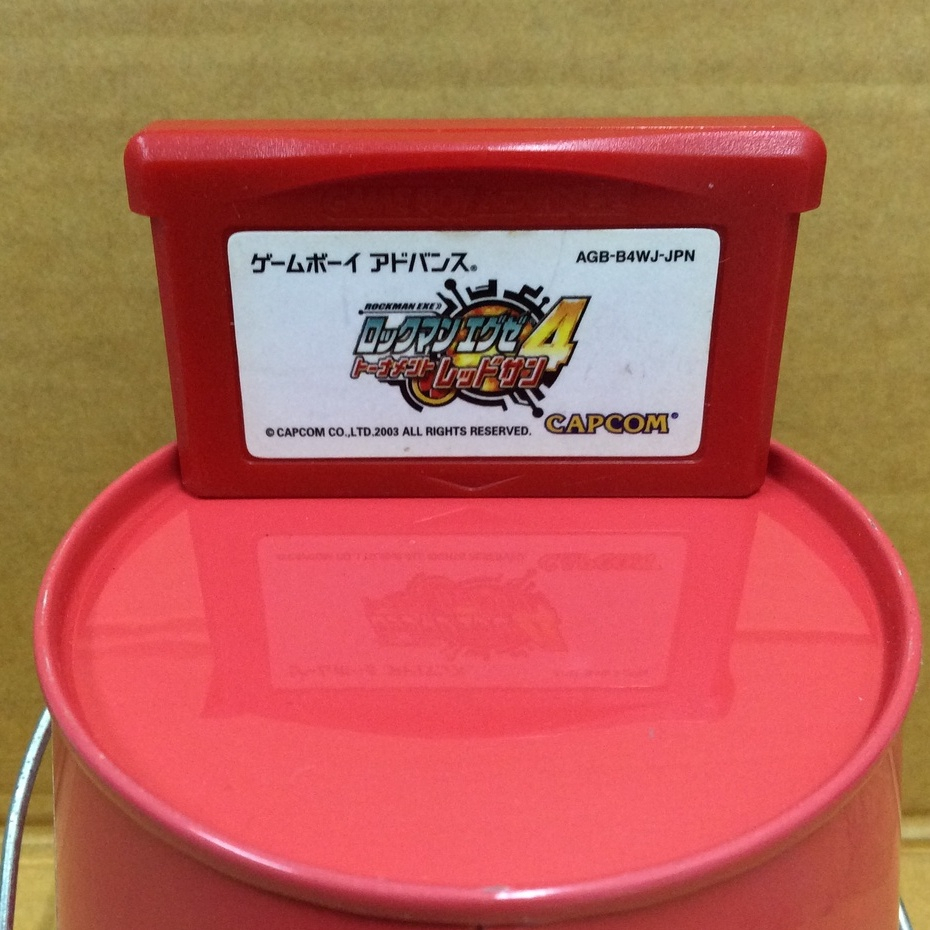 ゲームボーイ アドバンス®
AGB-B4WJ-JPN
ROCKMAN EXE
ロックマン エグゼ 4
トーナメント レッドサン
© CAPCOM CO.,LTD.2003 ALL RIGHTS RESERVED.
CAPCOM®